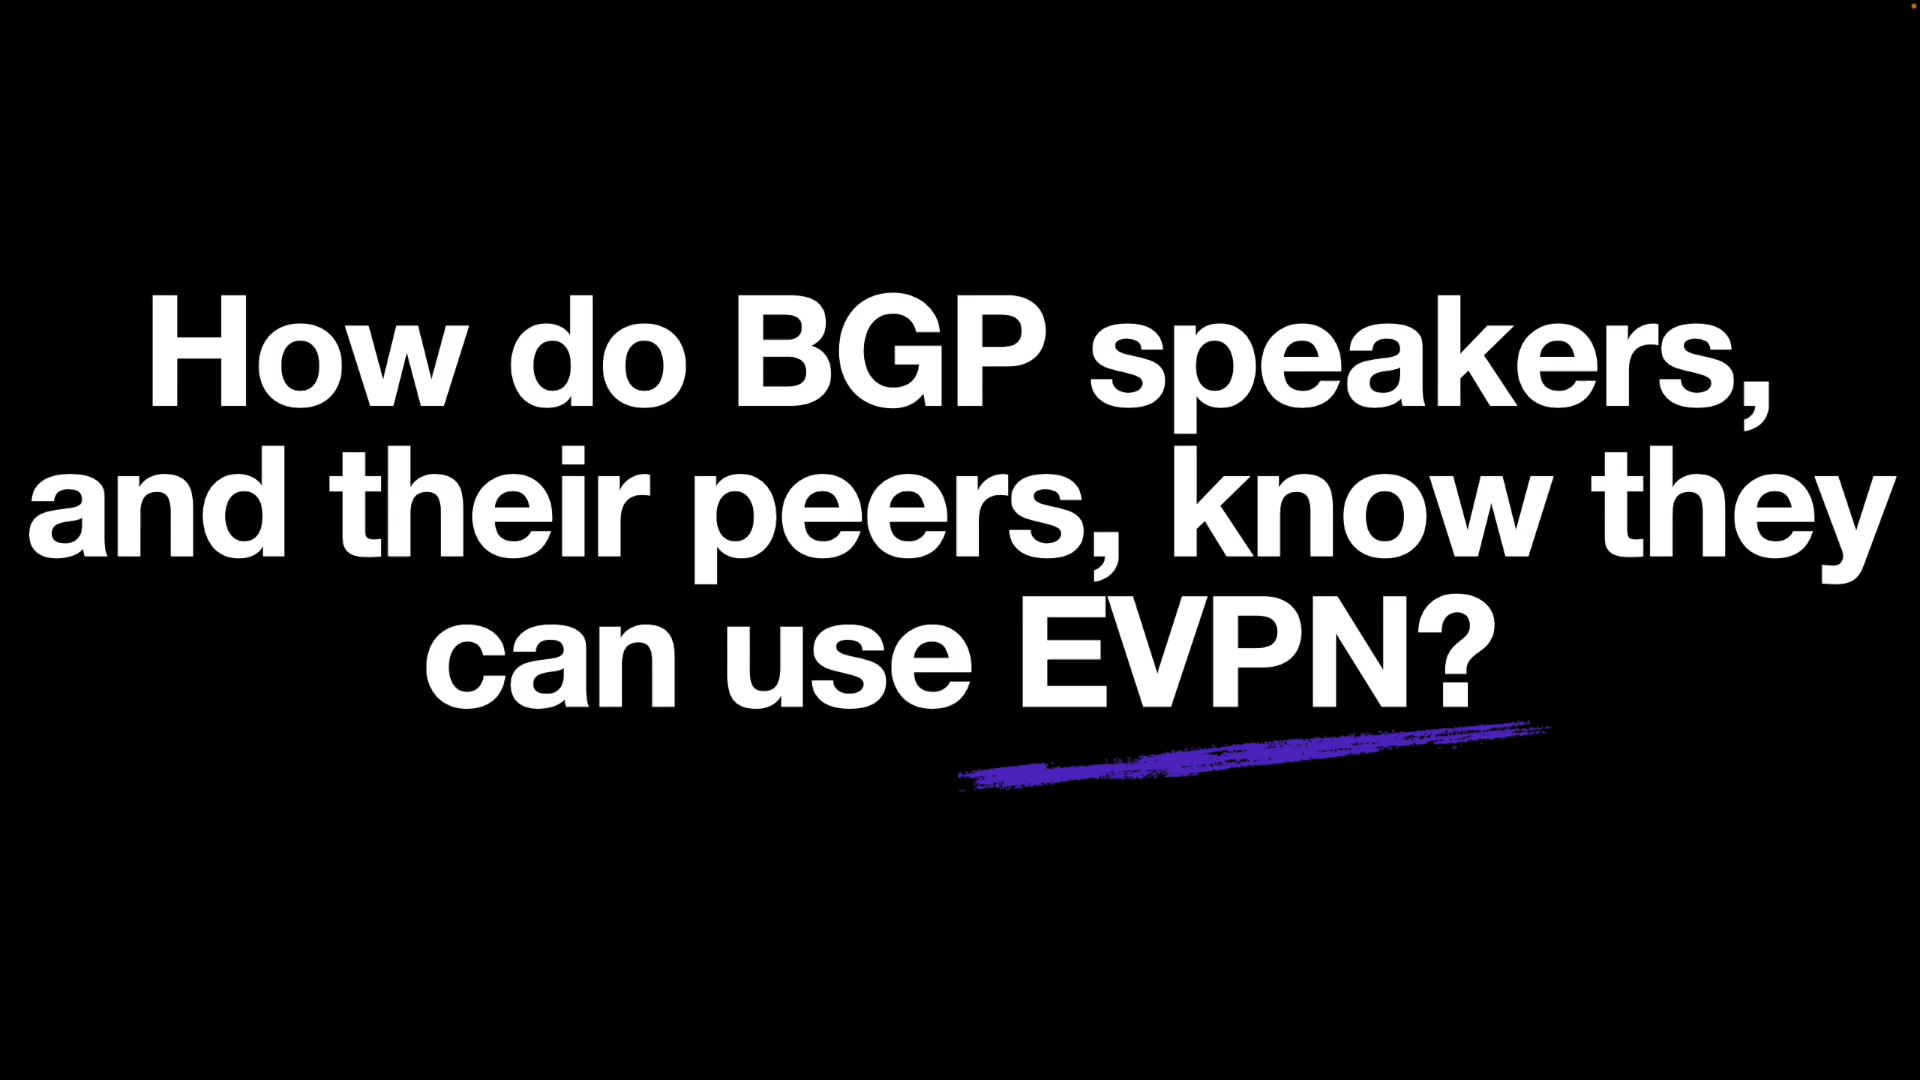 How do BGP speakers,
and their peers, know they
can use EVPN?